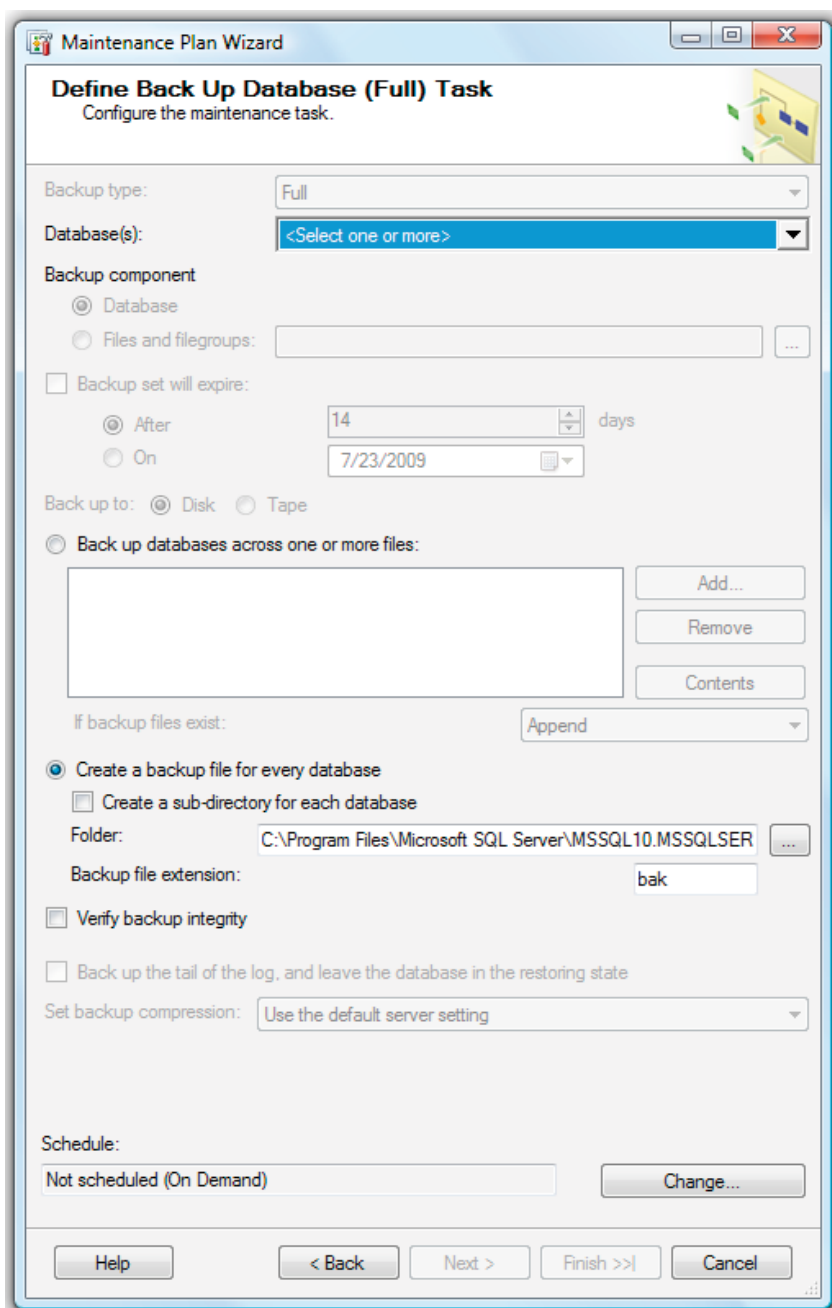 Maintenance Plan Wizard
Define Back Up Database (Full) Task
Configure the maintenance task.
Backup type: Full
Database(s): <Select one or more>
Backup component
Database
Files and filegroups: ...
Backup set will expire:
After 14 days
On 7/23/2009
Back up to: Disk Tape
Back up databases across one or more files:
Add...
Remove
Contents
If backup files exist: Append
Create a backup file for every database
Create a sub-directory for each database
Folder: C:\Program Files\Microsoft SQL Server\MSSQL10.MSSQLSER ...
Backup file extension: bak
Verify backup integrity
Back up the tail of the log, and leave the database in the restoring state
Set backup compression: Use the default server setting
Schedule:
Not scheduled (On Demand) Change...
Help < Back Next > Finish >>| Cancel